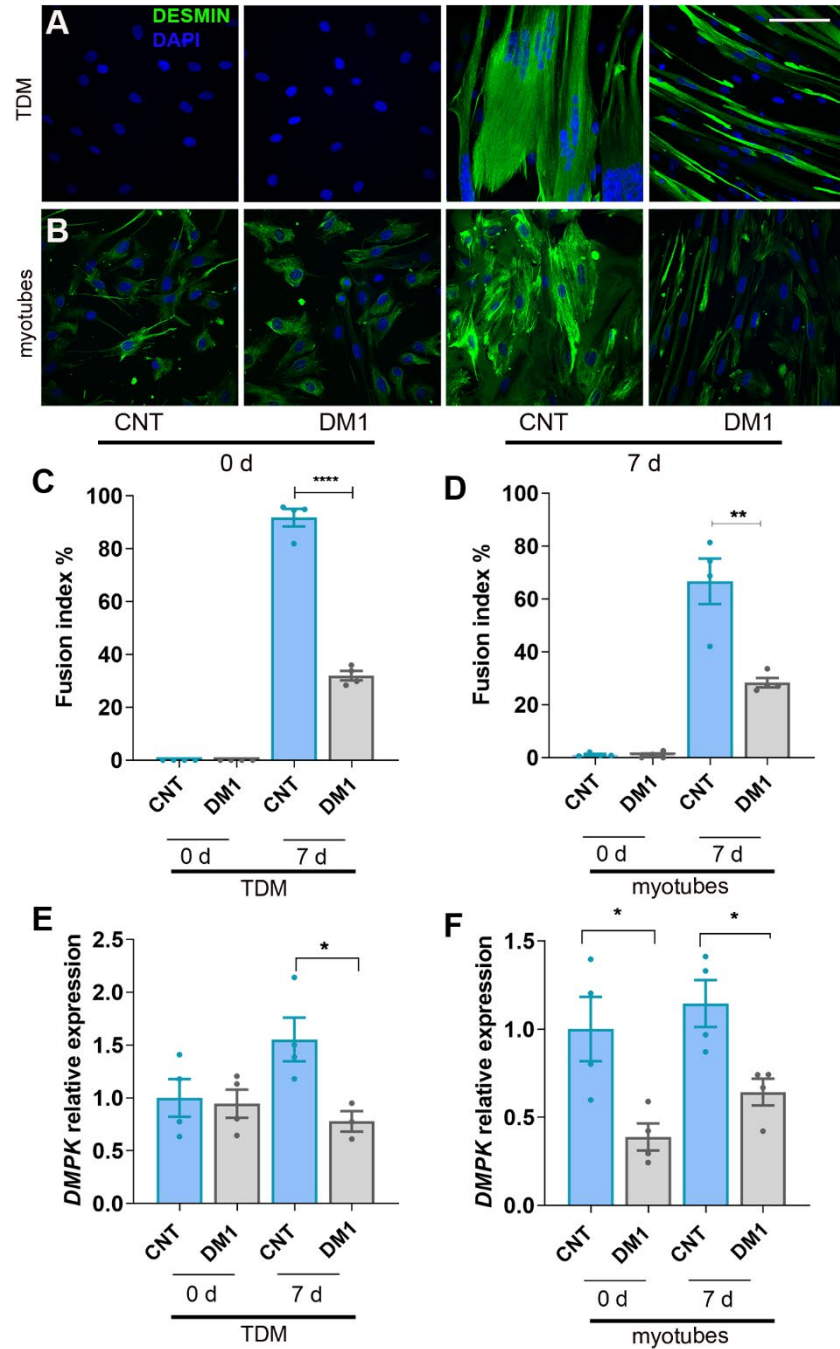 A
DESMIN
DAPI
TDM
B
myotubes
CNT
DM1
CNT
DM1
0 d
7 d
C
Fusion index %
100
80
60
40
20
0
****
CNT
DM1
CNT
DM1
0 d
7 d
TDM
D
Fusion index %
100
80
60
40
20
0
**
CNT
DM1
CNT
DM1
0 d
7 d
myotubes
E
DMPK relative expression
2.5
2.0
1.5
1.0
0.5
0.0
*
CNT
DM1
CNT
DM1
0 d
7 d
TDM
F
DMPK relative expression
1.5
1.0
0.5
0.0
*
*
CNT
DM1
CNT
DM1
0 d
7 d
myotubes